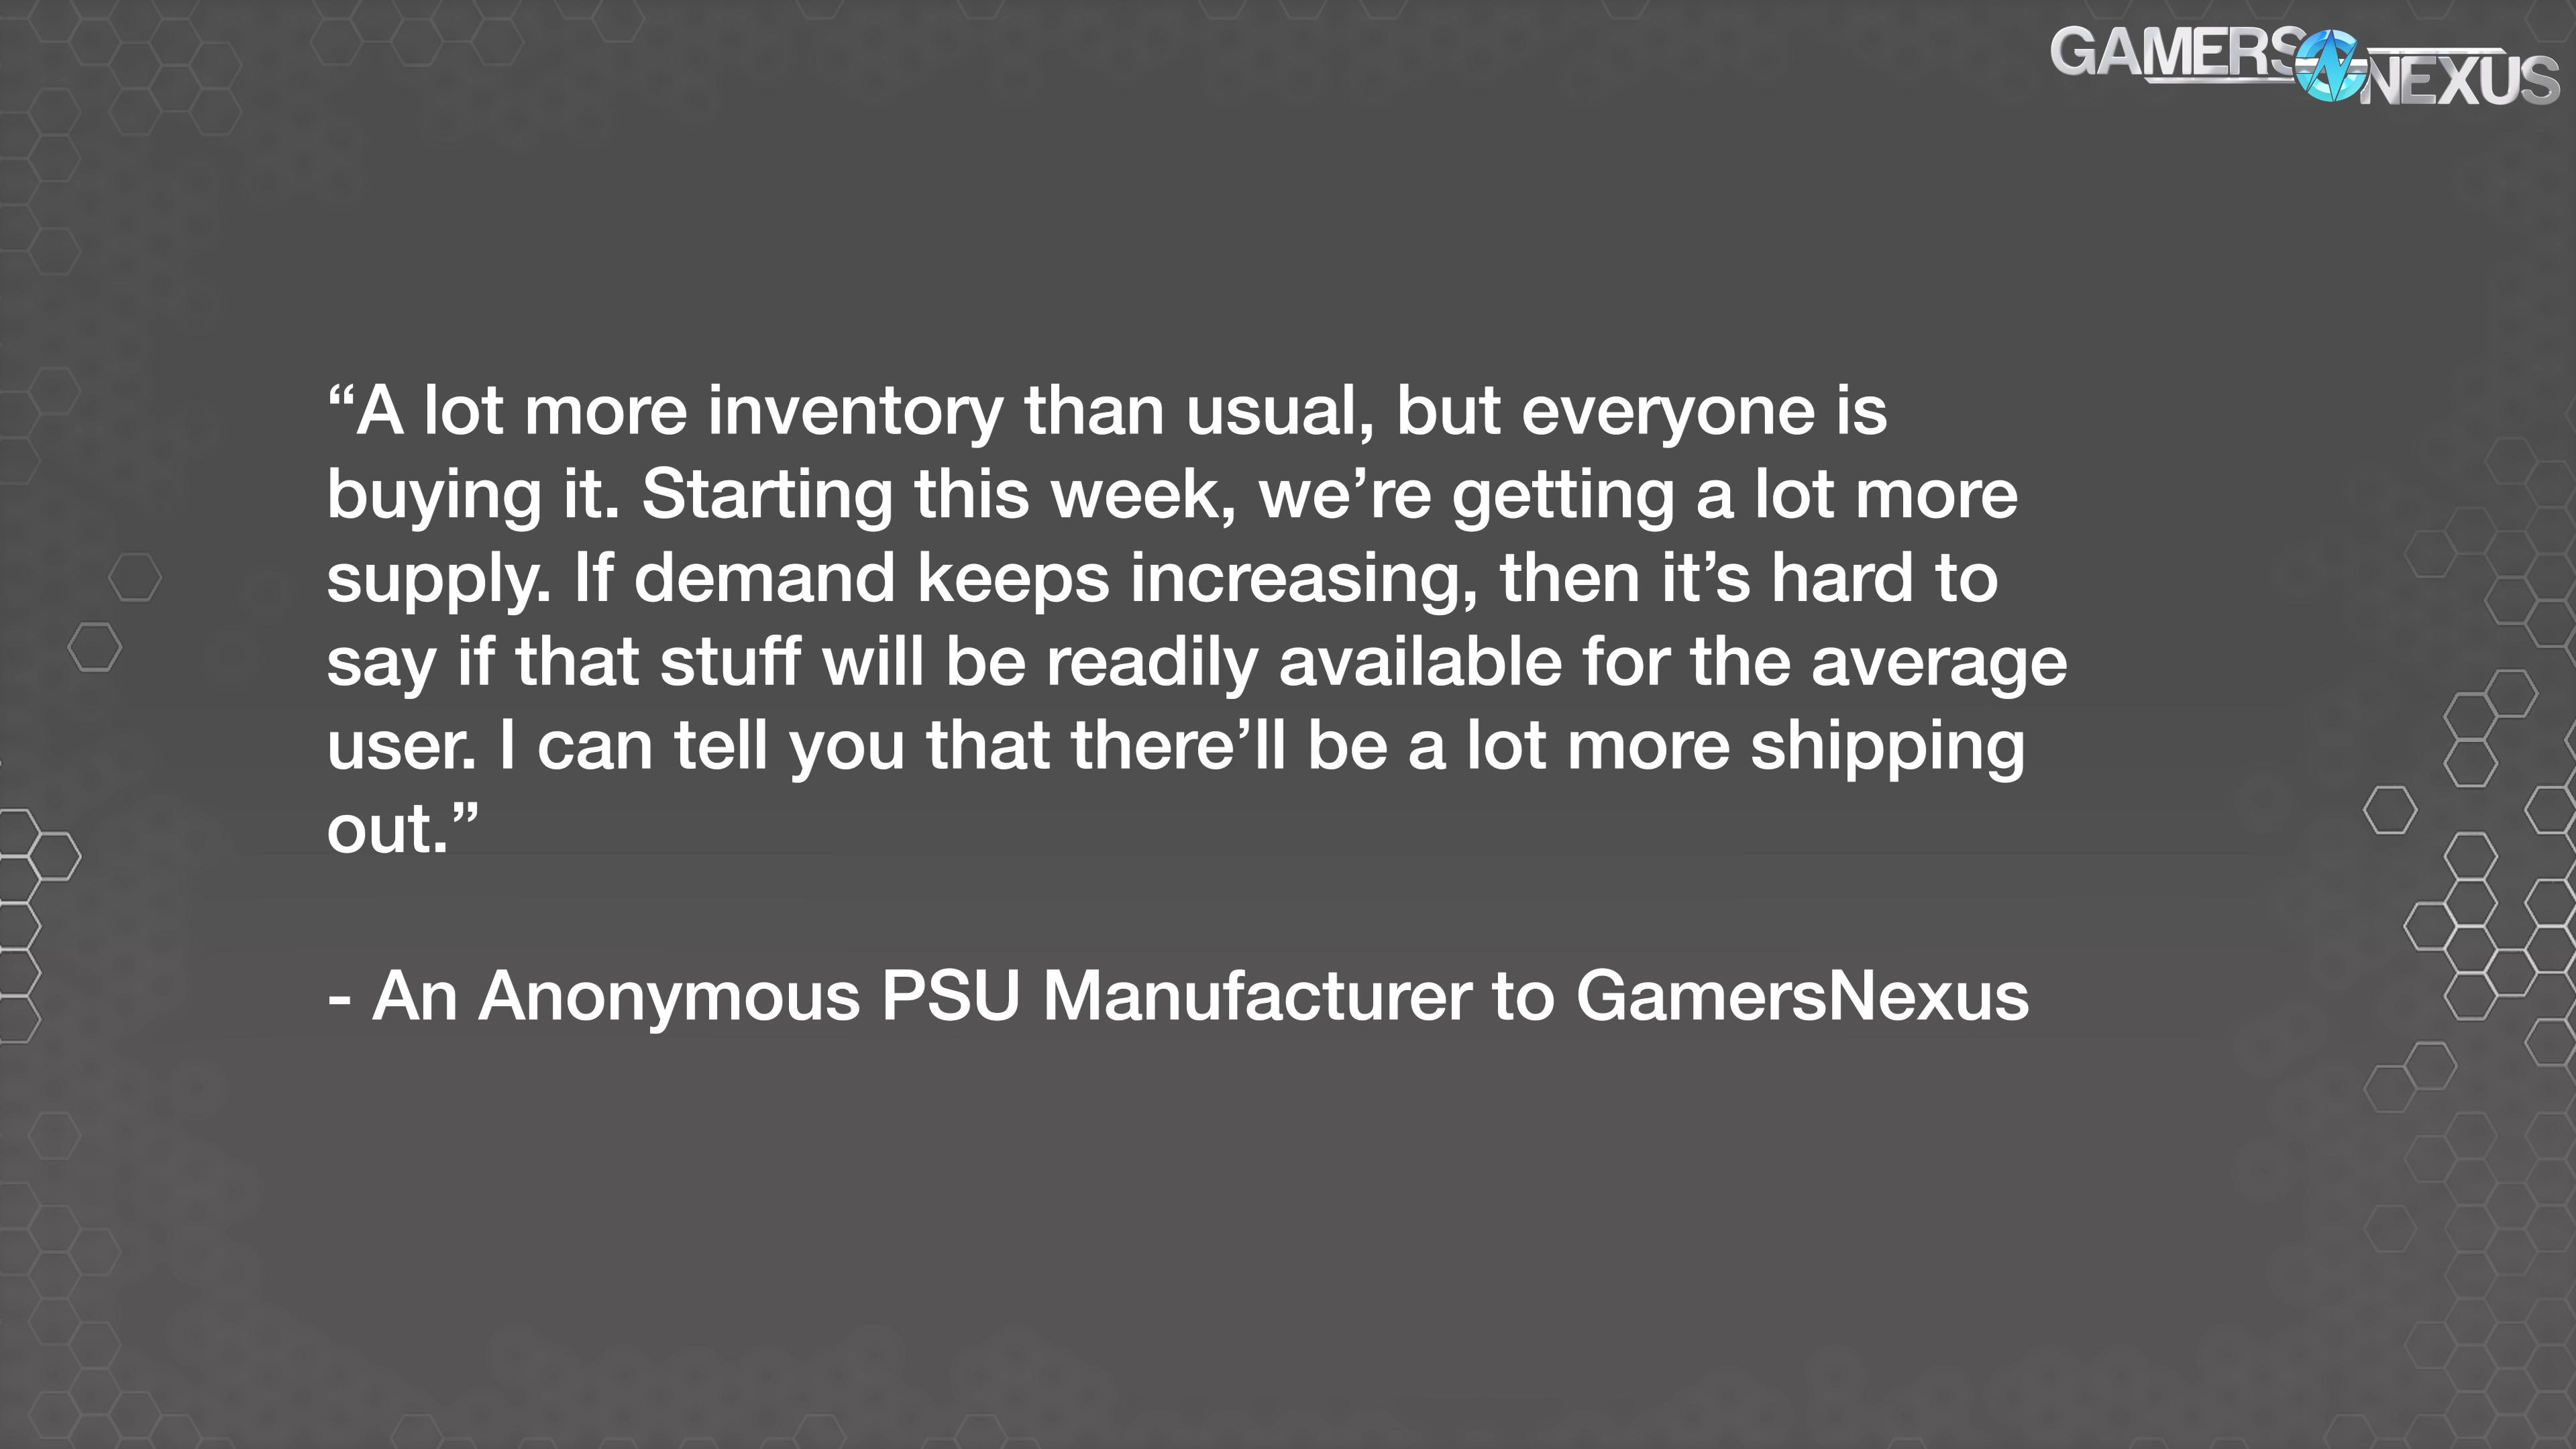 GAMERS NEXUS
“A lot more inventory than usual, but everyone is
buying it. Starting this week, we’re getting a lot more
supply. If demand keeps increasing, then it’s hard to
say if that stuff will be readily available for the average
user. I can tell you that there’ll be a lot more shipping
out.”
- An Anonymous PSU Manufacturer to GamersNexus